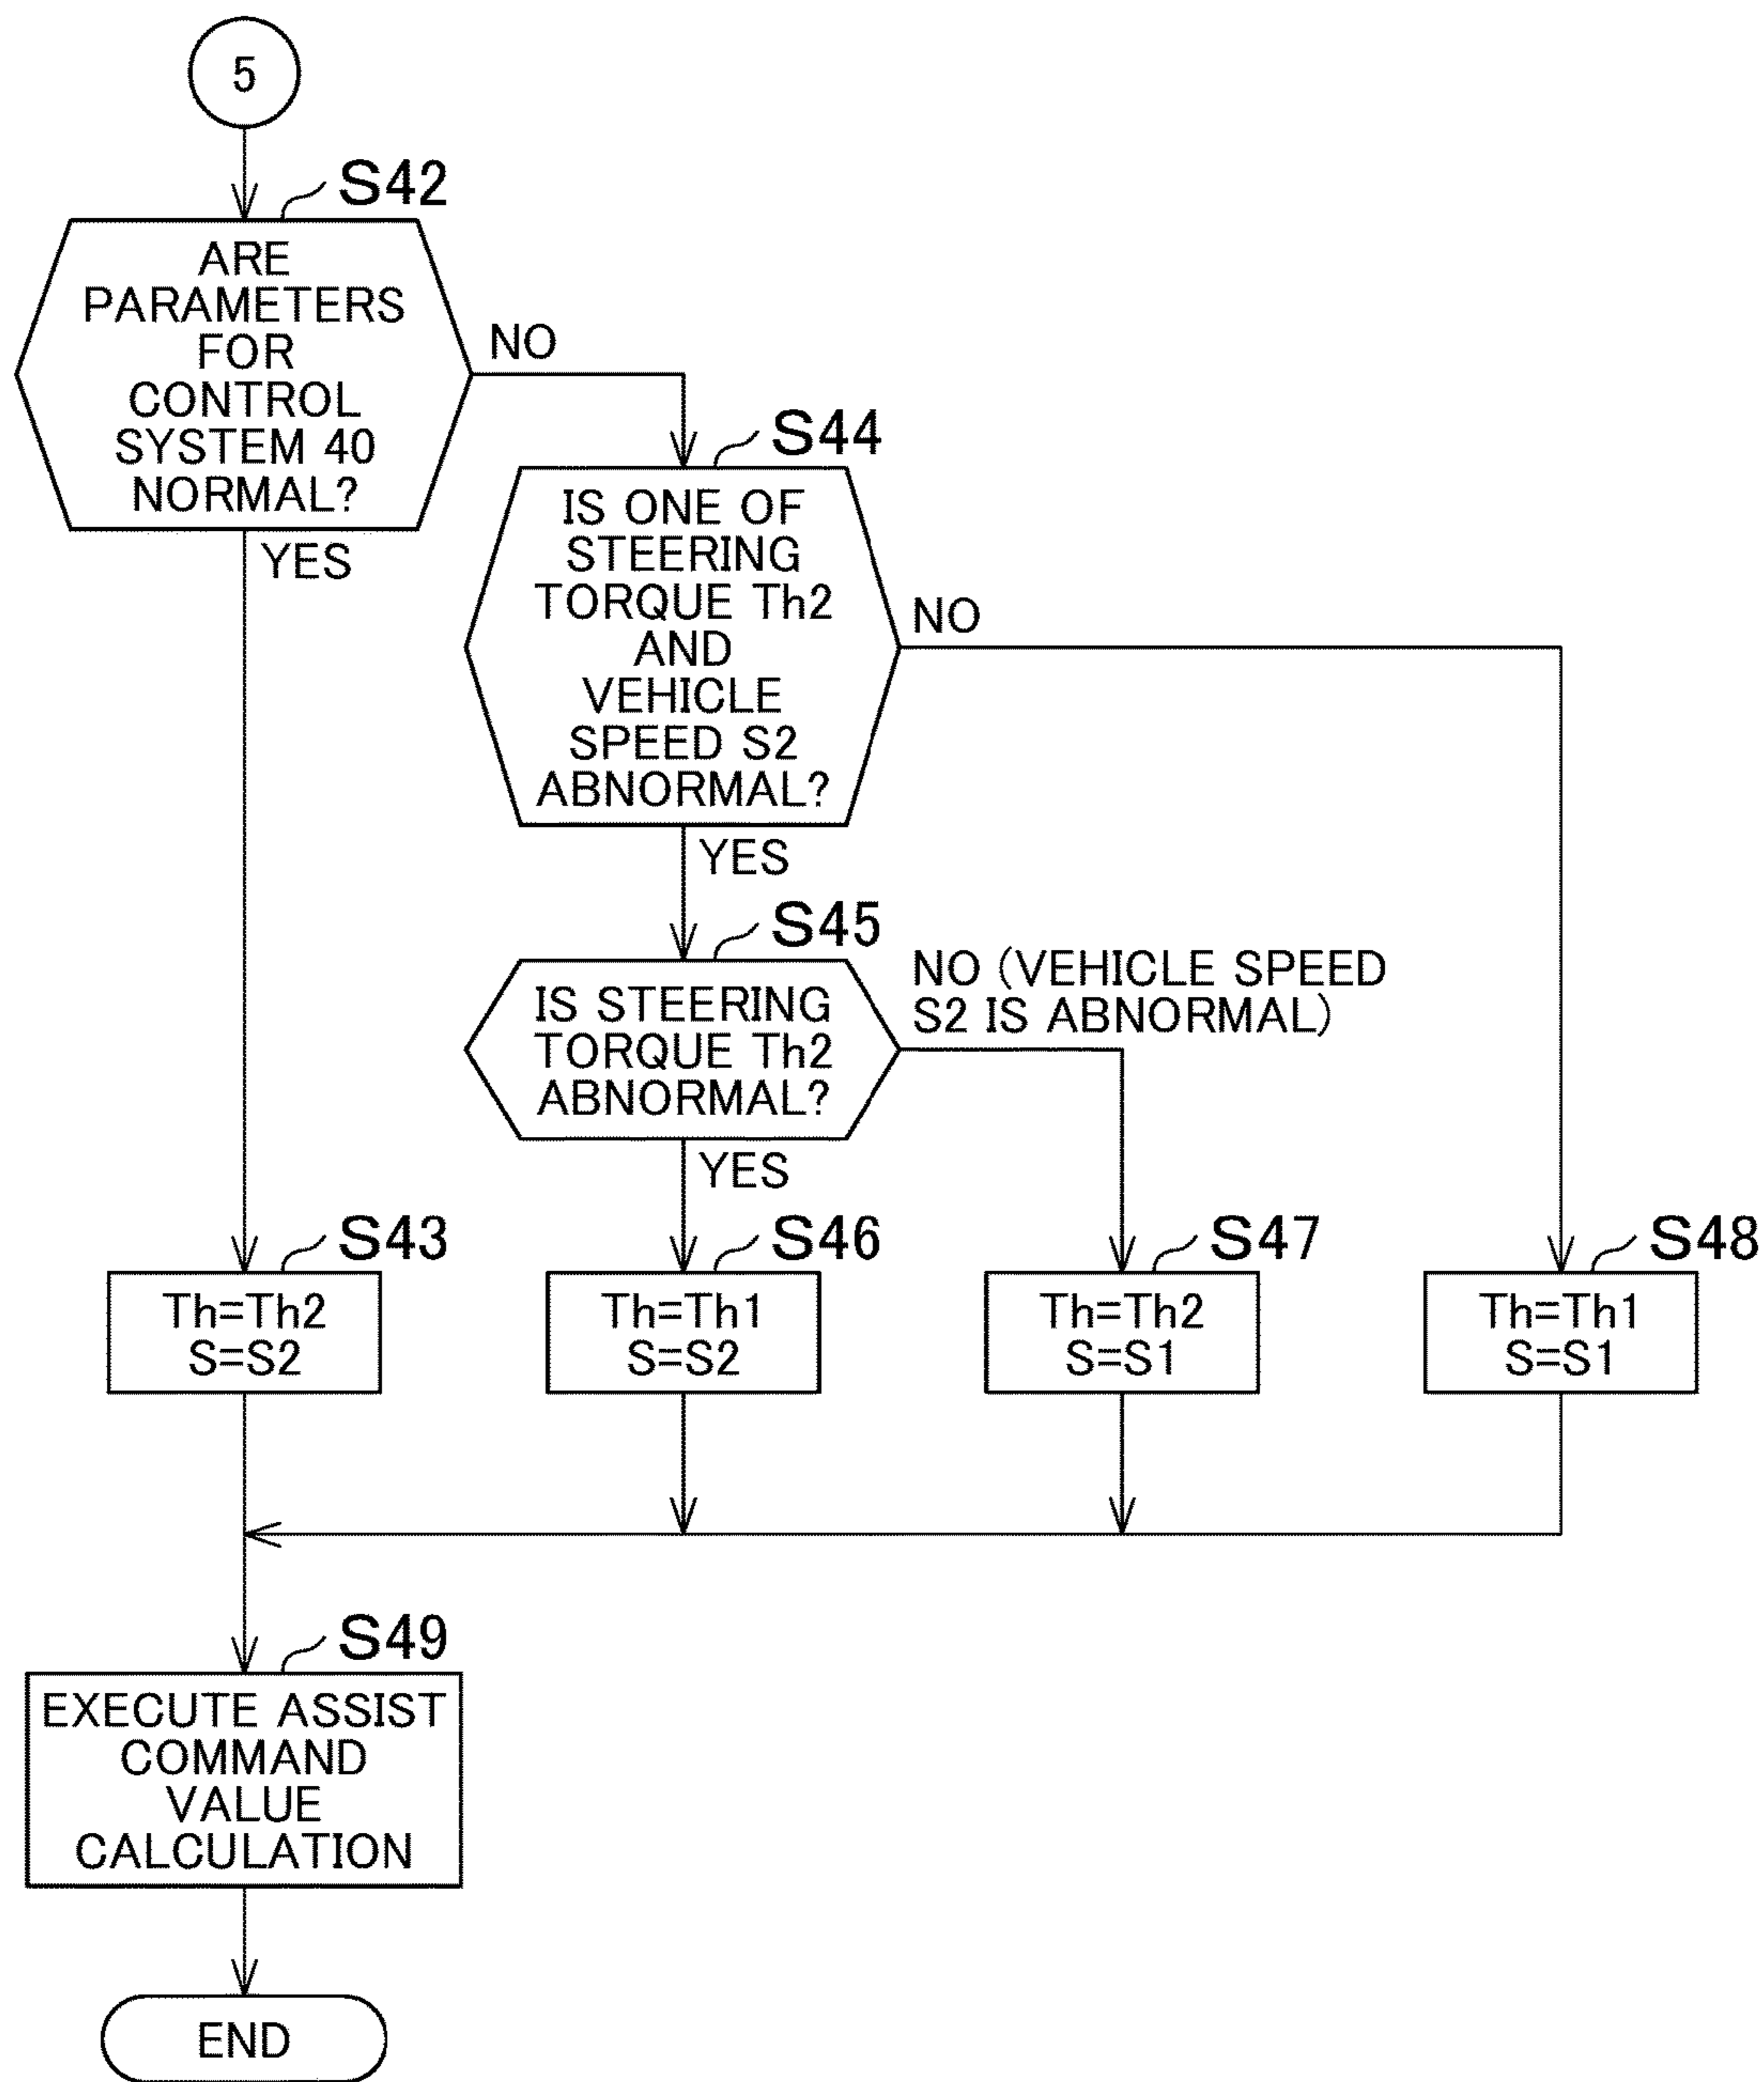 5
S42
ARE
PARAMETERS
FOR
CONTROL
SYSTEM 40
NORMAL?
NO
YES
S44
IS ONE OF
STEERING
TORQUE Th2
AND
VEHICLE
SPEED S2
ABNORMAL?
NO
YES
S45
IS STEERING
TORQUE Th2
ABNORMAL?
NO (VEHICLE SPEED
S2 IS ABNORMAL)
YES
S43
Th=Th2
S=S2
S46
Th=Th1
S=S2
S47
Th=Th2
S=S1
S48
Th=Th1
S=S1
S49
EXECUTE ASSIST
COMMAND
VALUE
CALCULATION
END